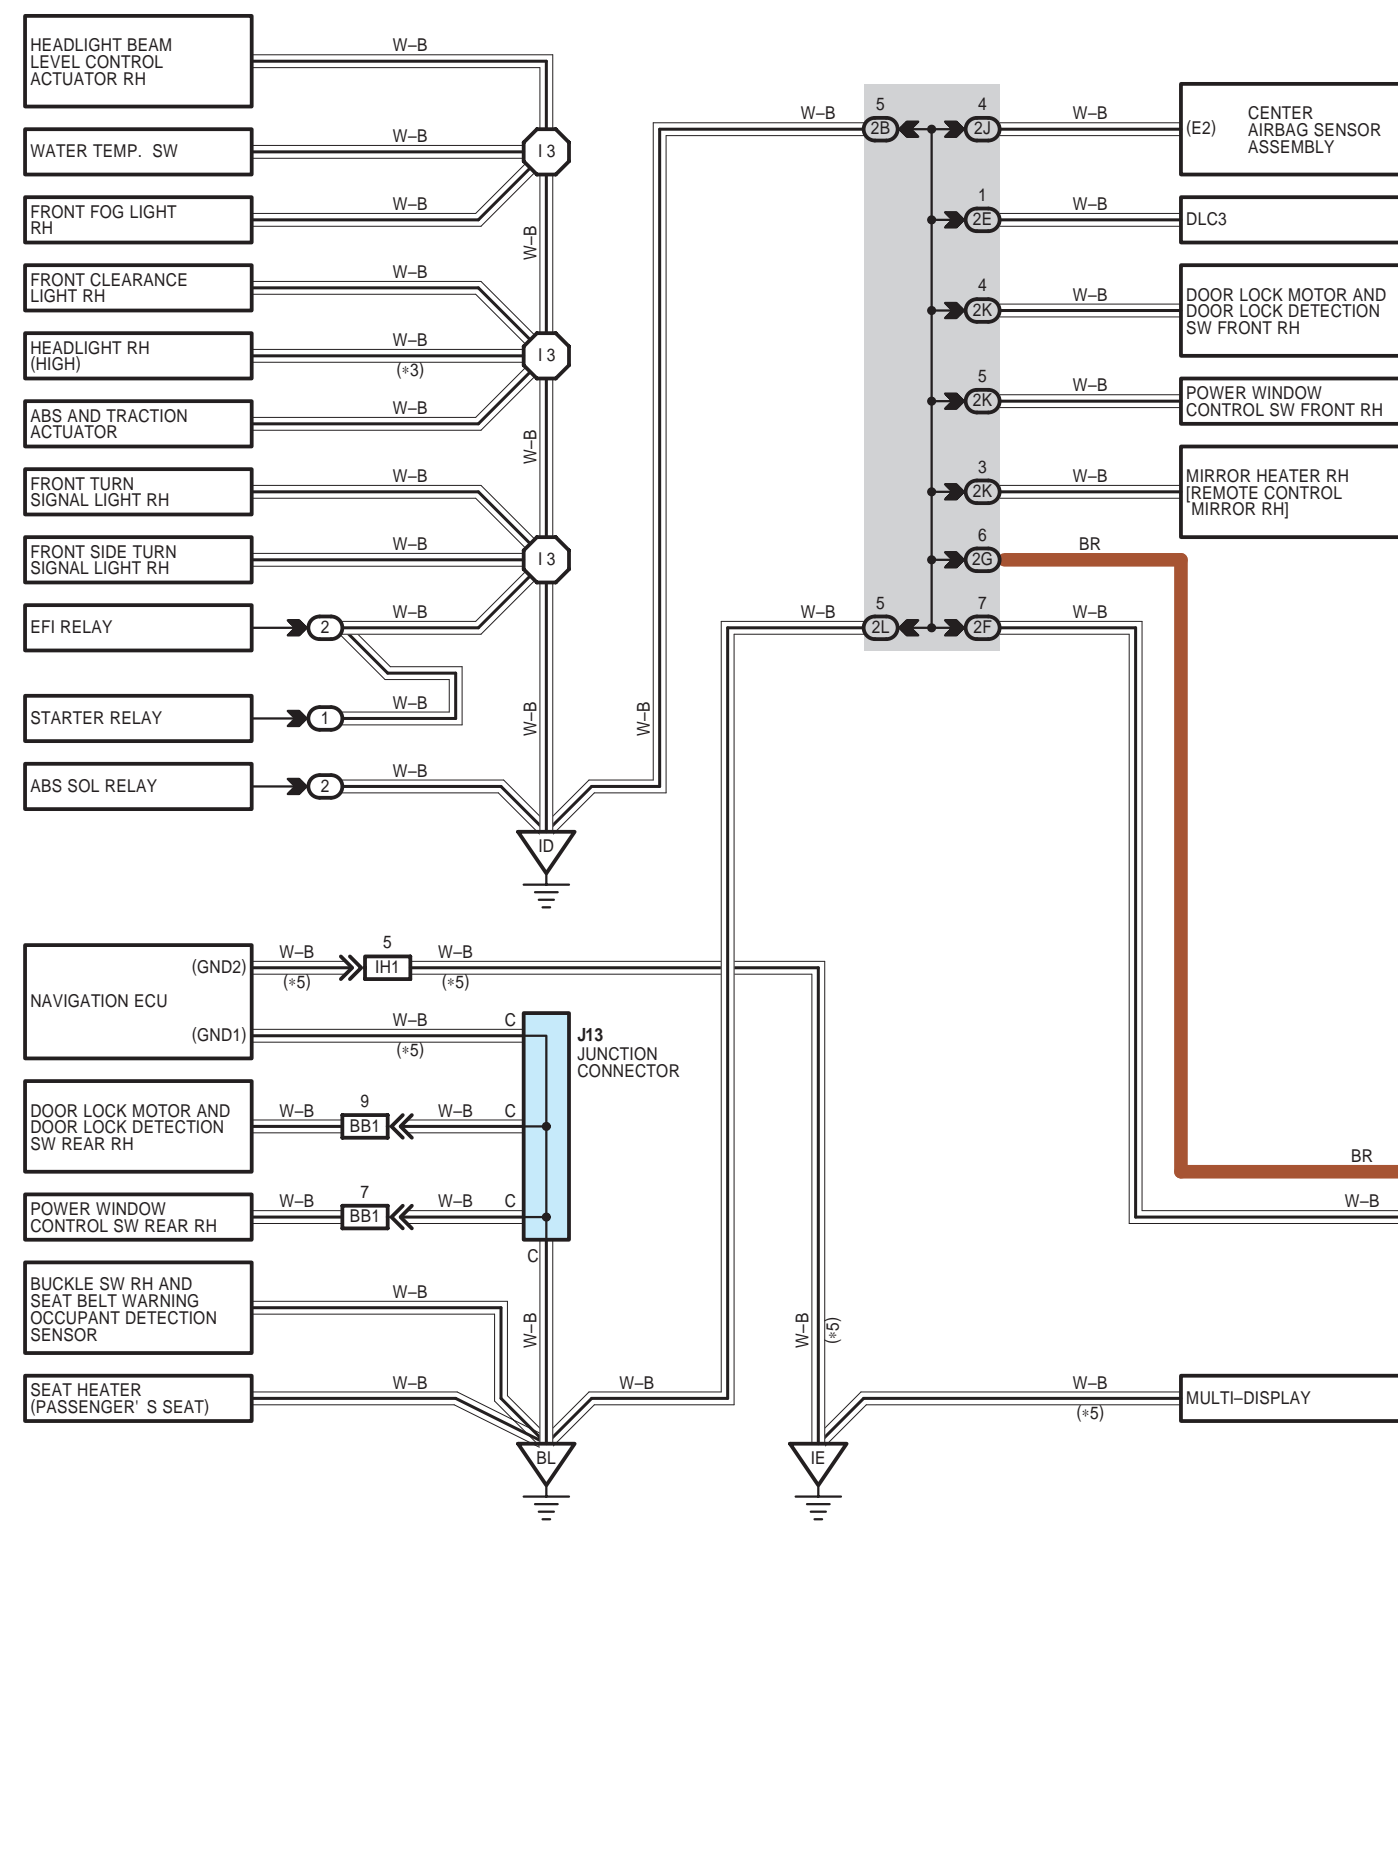 HEADLIGHT BEAM
LEVEL CONTROL
ACTUATOR RH
W–B
WATER TEMP. SW
W–B
I 3
FRONT FOG LIGHT
RH
W–B
W–B
FRONT CLEARANCE
LIGHT RH
W–B
HEADLIGHT RH
(HIGH)
W–B
(∗3)
I 3
ABS AND TRACTION
ACTUATOR
W–B
W–B
FRONT TURN
SIGNAL LIGHT RH
W–B
FRONT SIDE TURN
SIGNAL LIGHT RH
W–B
I 3
EFI RELAY
2
W–B
STARTER RELAY
1
W–B
W–B
W–B
ABS SOL RELAY
2
W–B
ID
W–B
5
2B
4
2J
W–B
(E2)
CENTER
AIRBAG SENSOR
ASSEMBLY
1
2E
W–B
DLC3
4
2K
W–B
DOOR LOCK MOTOR AND
DOOR LOCK DETECTION
SW FRONT RH
5
2K
W–B
POWER WINDOW
CONTROL SW FRONT RH
3
2K
W–B
MIRROR HEATER RH
[REMOTE CONTROL
MIRROR RH]
6
2G
BR
W–B
5
2L
7
2F
W–B
BR
W–B
NAVIGATION ECU
(GND2)
W–B
(∗5)
5
IH1
W–B
(∗5)
(GND1)
W–B
(∗5)
C
J13
JUNCTION
CONNECTOR
DOOR LOCK MOTOR AND
DOOR LOCK DETECTION
SW REAR RH
W–B
9
BB1
W–B
C
POWER WINDOW
CONTROL SW REAR RH
W–B
7
BB1
W–B
C
C
BUCKLE SW RH AND
SEAT BELT WARNING
OCCUPANT DETECTION
SENSOR
W–B
W–B
W–B
(∗5)
SEAT HEATER
(PASSENGER' S SEAT)
W–B
W–B
BL
IE
W–B
(∗5)
MULTI–DISPLAY